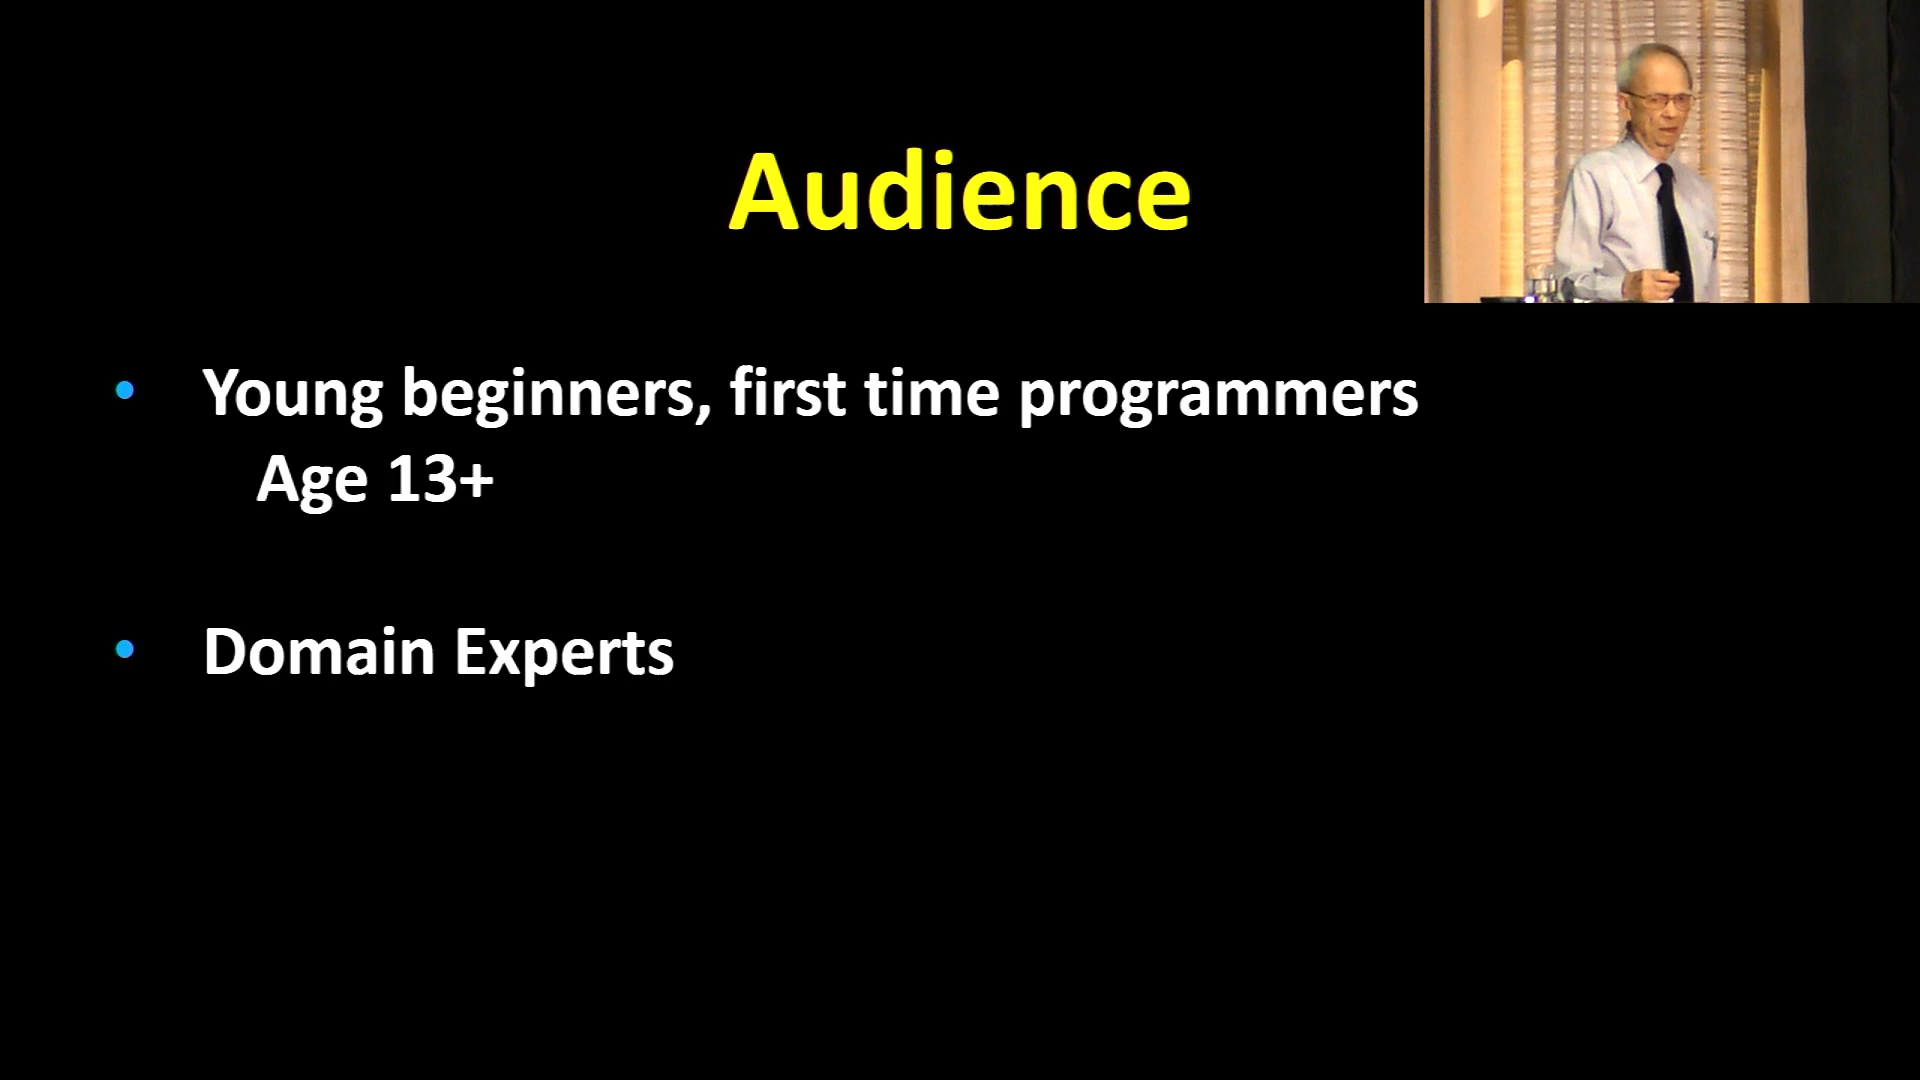 Audience
• Young beginners, first time programmers
Age 13+
• Domain Experts